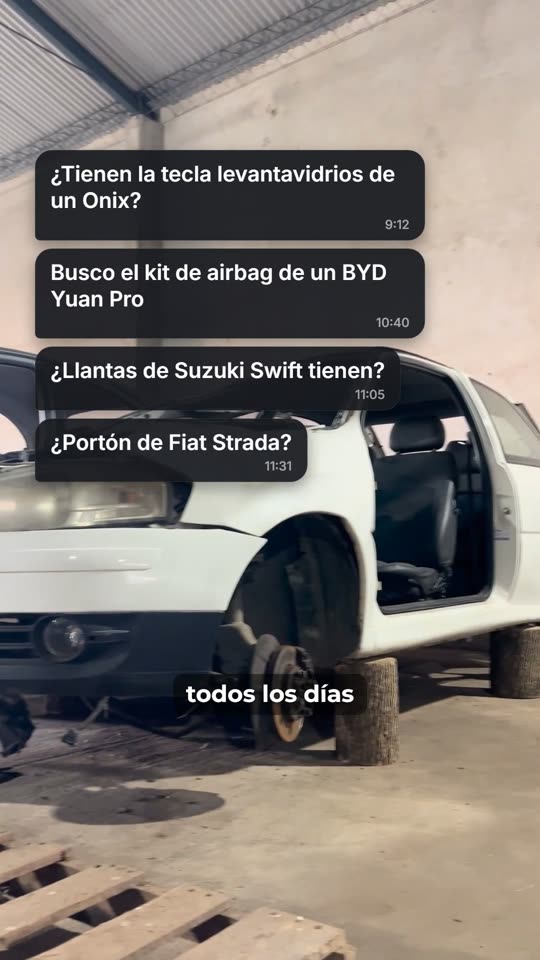 ¿Tienen la tecla levantavidrios de
un Onix?
9:12
Busco el kit de airbag de un BYD
Yuan Pro
10:40
¿Llantas de Suzuki Swift tienen?
11:05
¿Portón de Fiat Strada?
11:31
todos los días